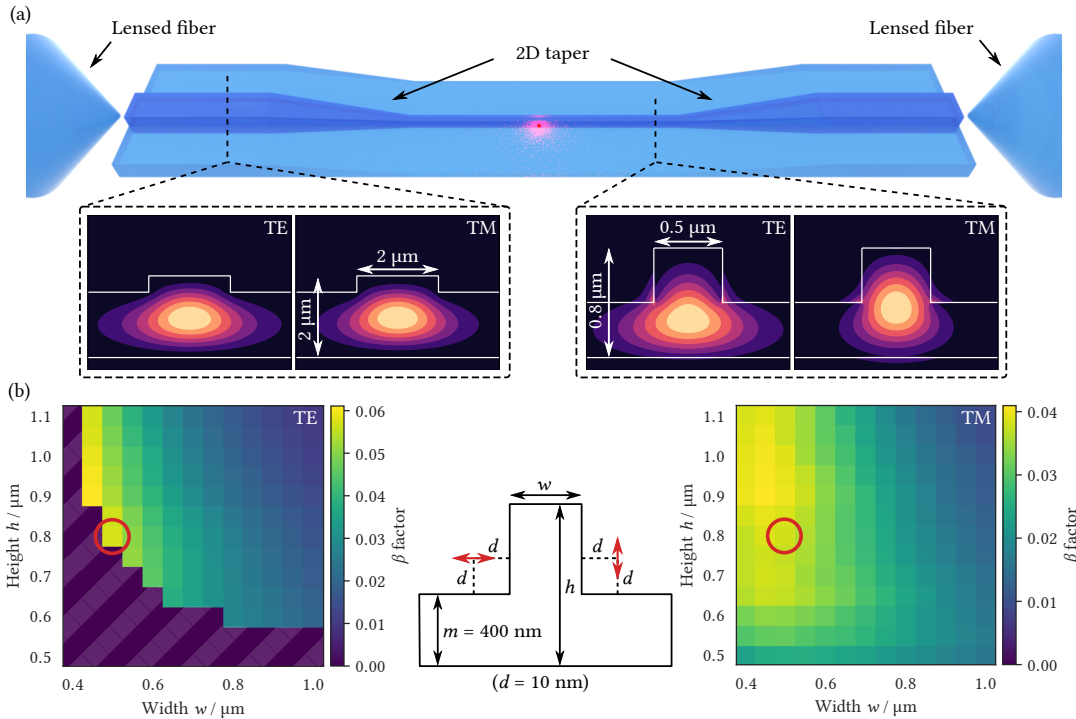 (a)
Lensed fiber
2D taper
Lensed fiber
TE
TM
2 μm
2 μm
TE
TM
0.5 μm
0.8 μm
(b)
TE
Height h / μm
1.1
1.0
0.9
0.8
0.7
0.6
0.5
0.4
0.6
0.8
1.0
Width w / μm
0.06
0.05
0.04
0.03
0.02
0.01
0.00
β factor
w
d
d
d
d
h
m = 400 nm
(d = 10 nm)
TM
Height h / μm
1.1
1.0
0.9
0.8
0.7
0.6
0.5
0.4
0.6
0.8
1.0
Width w / μm
0.04
0.03
0.02
0.01
0.00
β factor